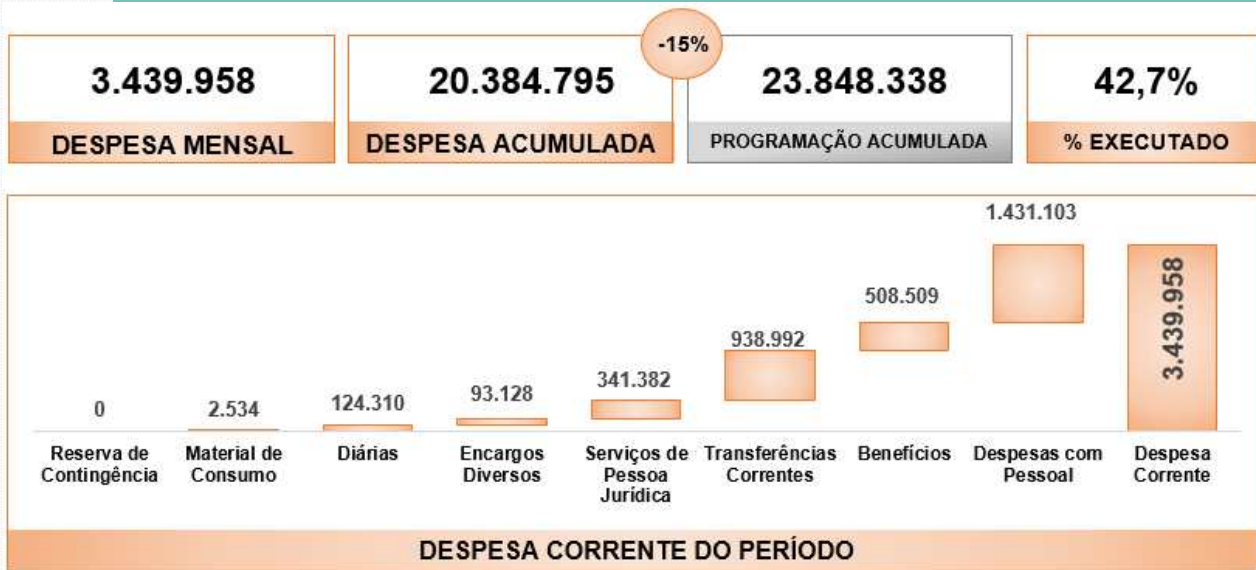 -15%
3.439.958
20.384.795
23.848.338
42,7%
DESPESA MENSAL
DESPESA ACUMULADA
PROGRAMAÇÃO ACUMULADA
% EXECUTADO
0
2.534
124.310
93.128
341.382
938.992
508.509
1.431.103
3.439.958
Reserva de
Contingência
Material de
Consumo
Diárias
Encargos
Diversos
Serviços de
Pessoa
Jurídica
Transferências
Correntes
Benefícios
Despesas com
Pessoal
Despesa
Corrente
DESPESA CORRENTE DO PERÍODO